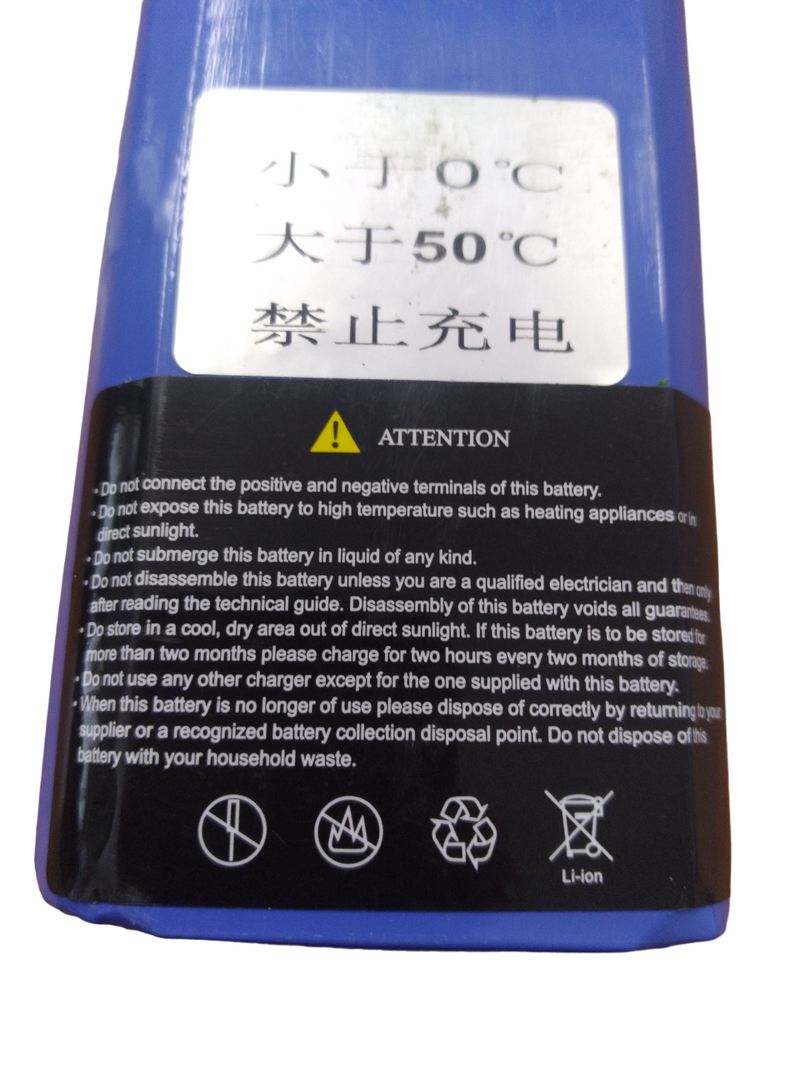 小于0℃
大于50℃
禁止充电
ATTENTION
• Do not connect the positive and negative terminals of this battery.
• Do not expose this battery to high temperature such as heating appliances or in
direct sunlight.
• Do not submerge this battery in liquid of any kind.
• Do not disassemble this battery unless you are a qualified electrician and then only
after reading the technical guide. Disassembly of this battery voids all guarantees.
• Do store in a cool, dry area out of direct sunlight. If this battery is to be stored for
more than two months please charge for two hours every two months of storage.
• Do not use any other charger except for the one supplied with this battery.
• When this battery is no longer of use please dispose of correctly by returning to your
supplier or a recognized battery collection disposal point. Do not dispose of this
battery with your household waste.
Li-ion